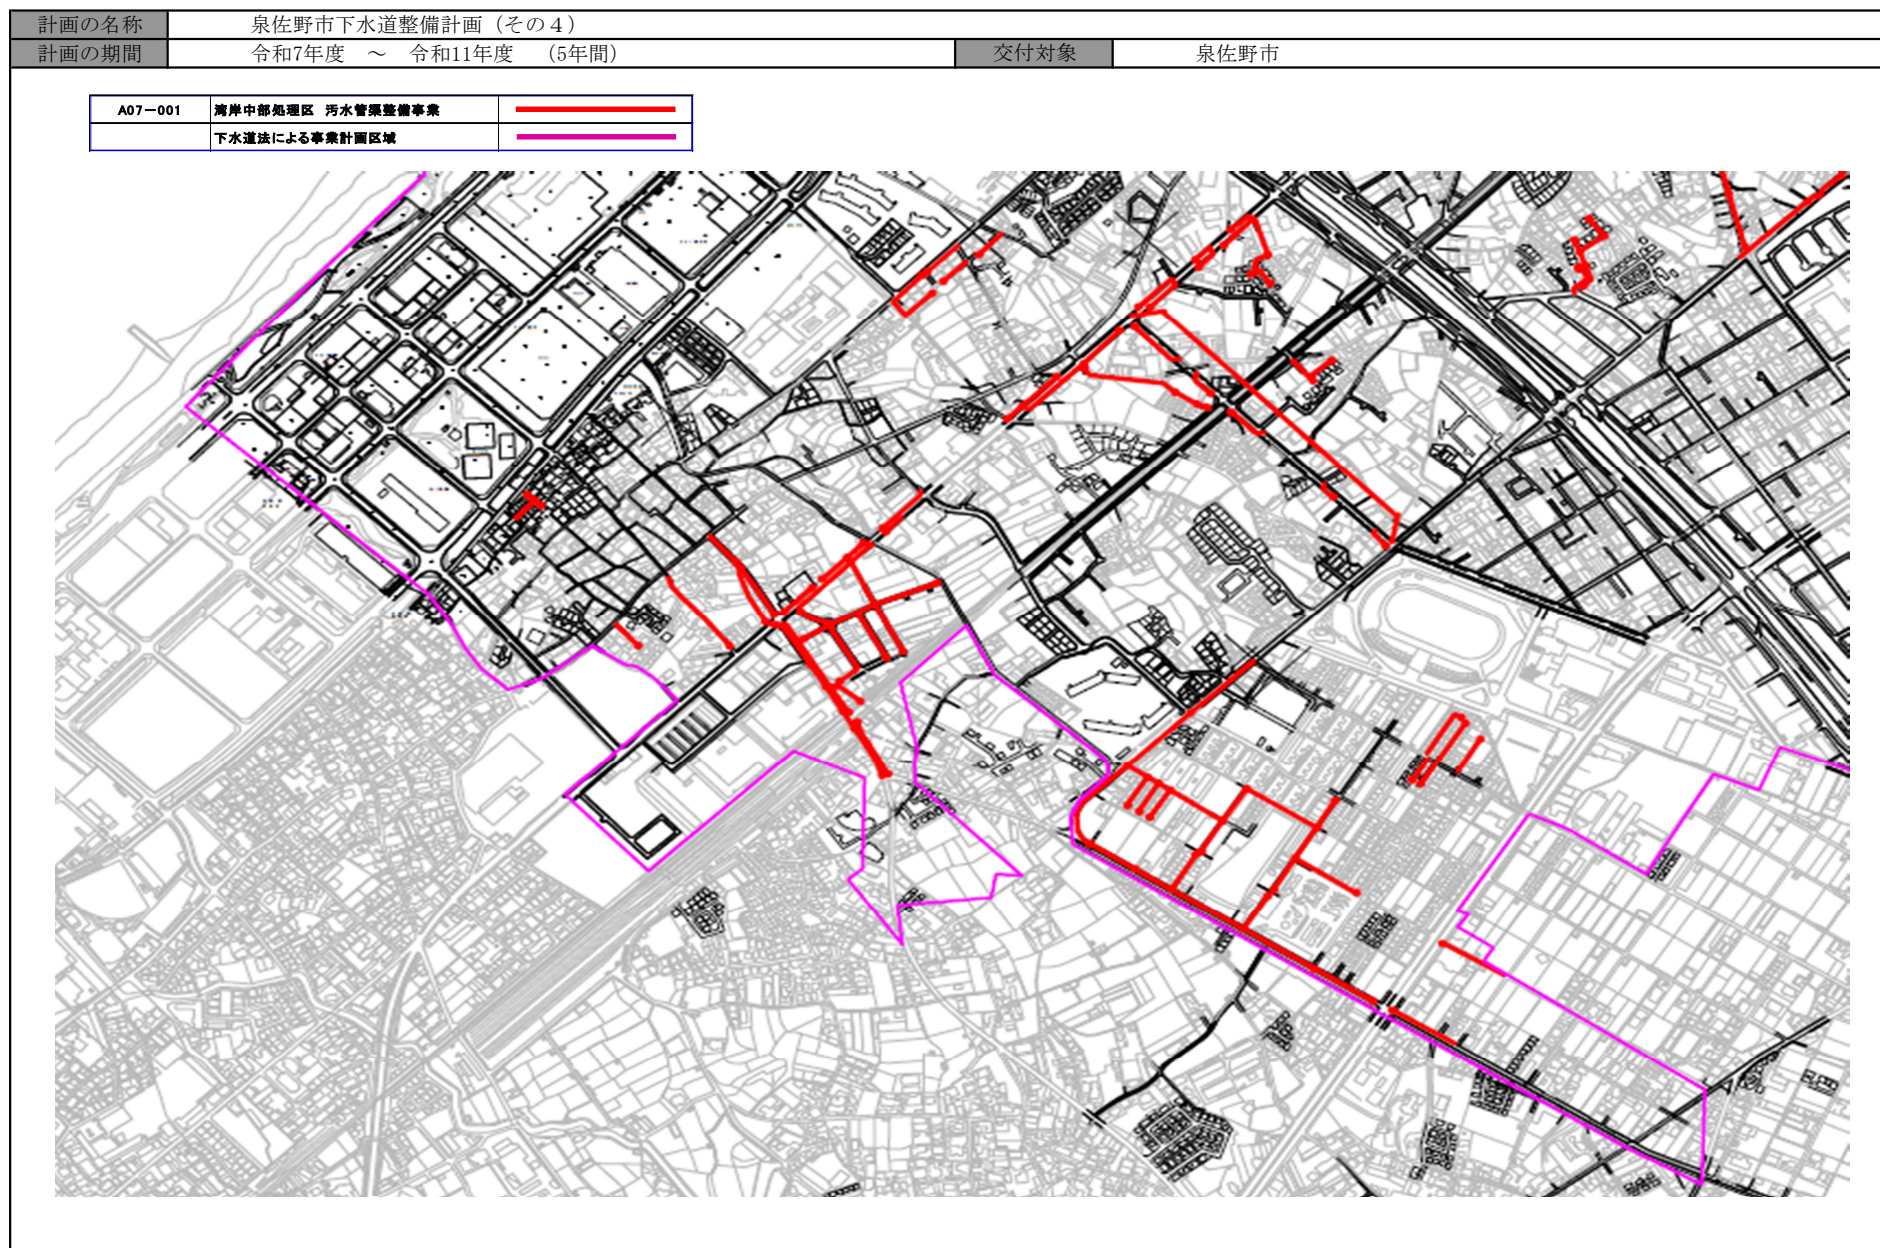 計画の名称 泉佐野市下水道整備計画（その４）
計画の期間 令和7年度 ～ 令和11年度 （5年間） 交付対象 泉佐野市
A07－001 湾岸中部処理区 汚水管渠整備事業
下水道法による事業計画区域